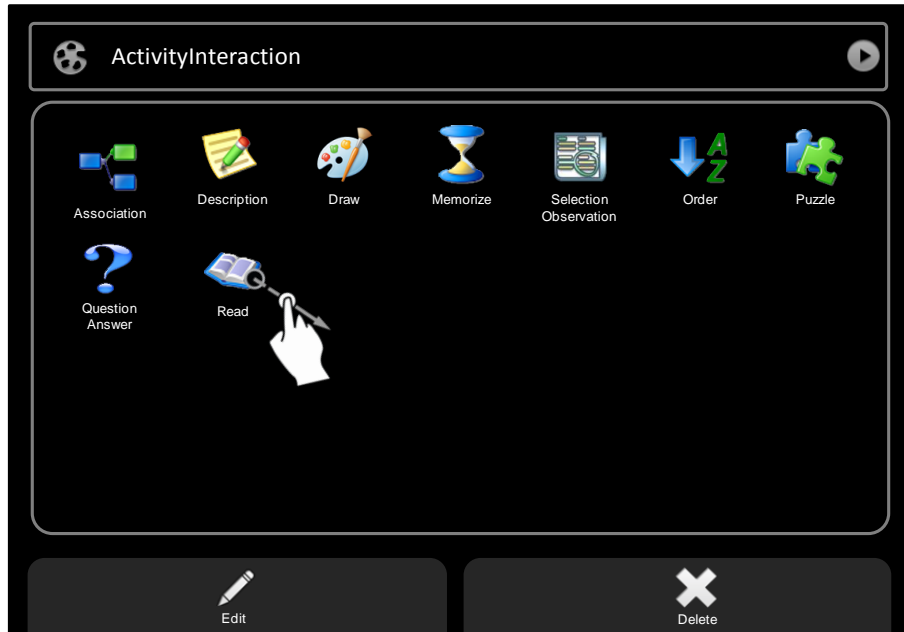 ActivityInteraction
Association
Description
Draw
Memorize
Selection
Observation
Order
Puzzle
Question
Answer
Read
Edit
Delete